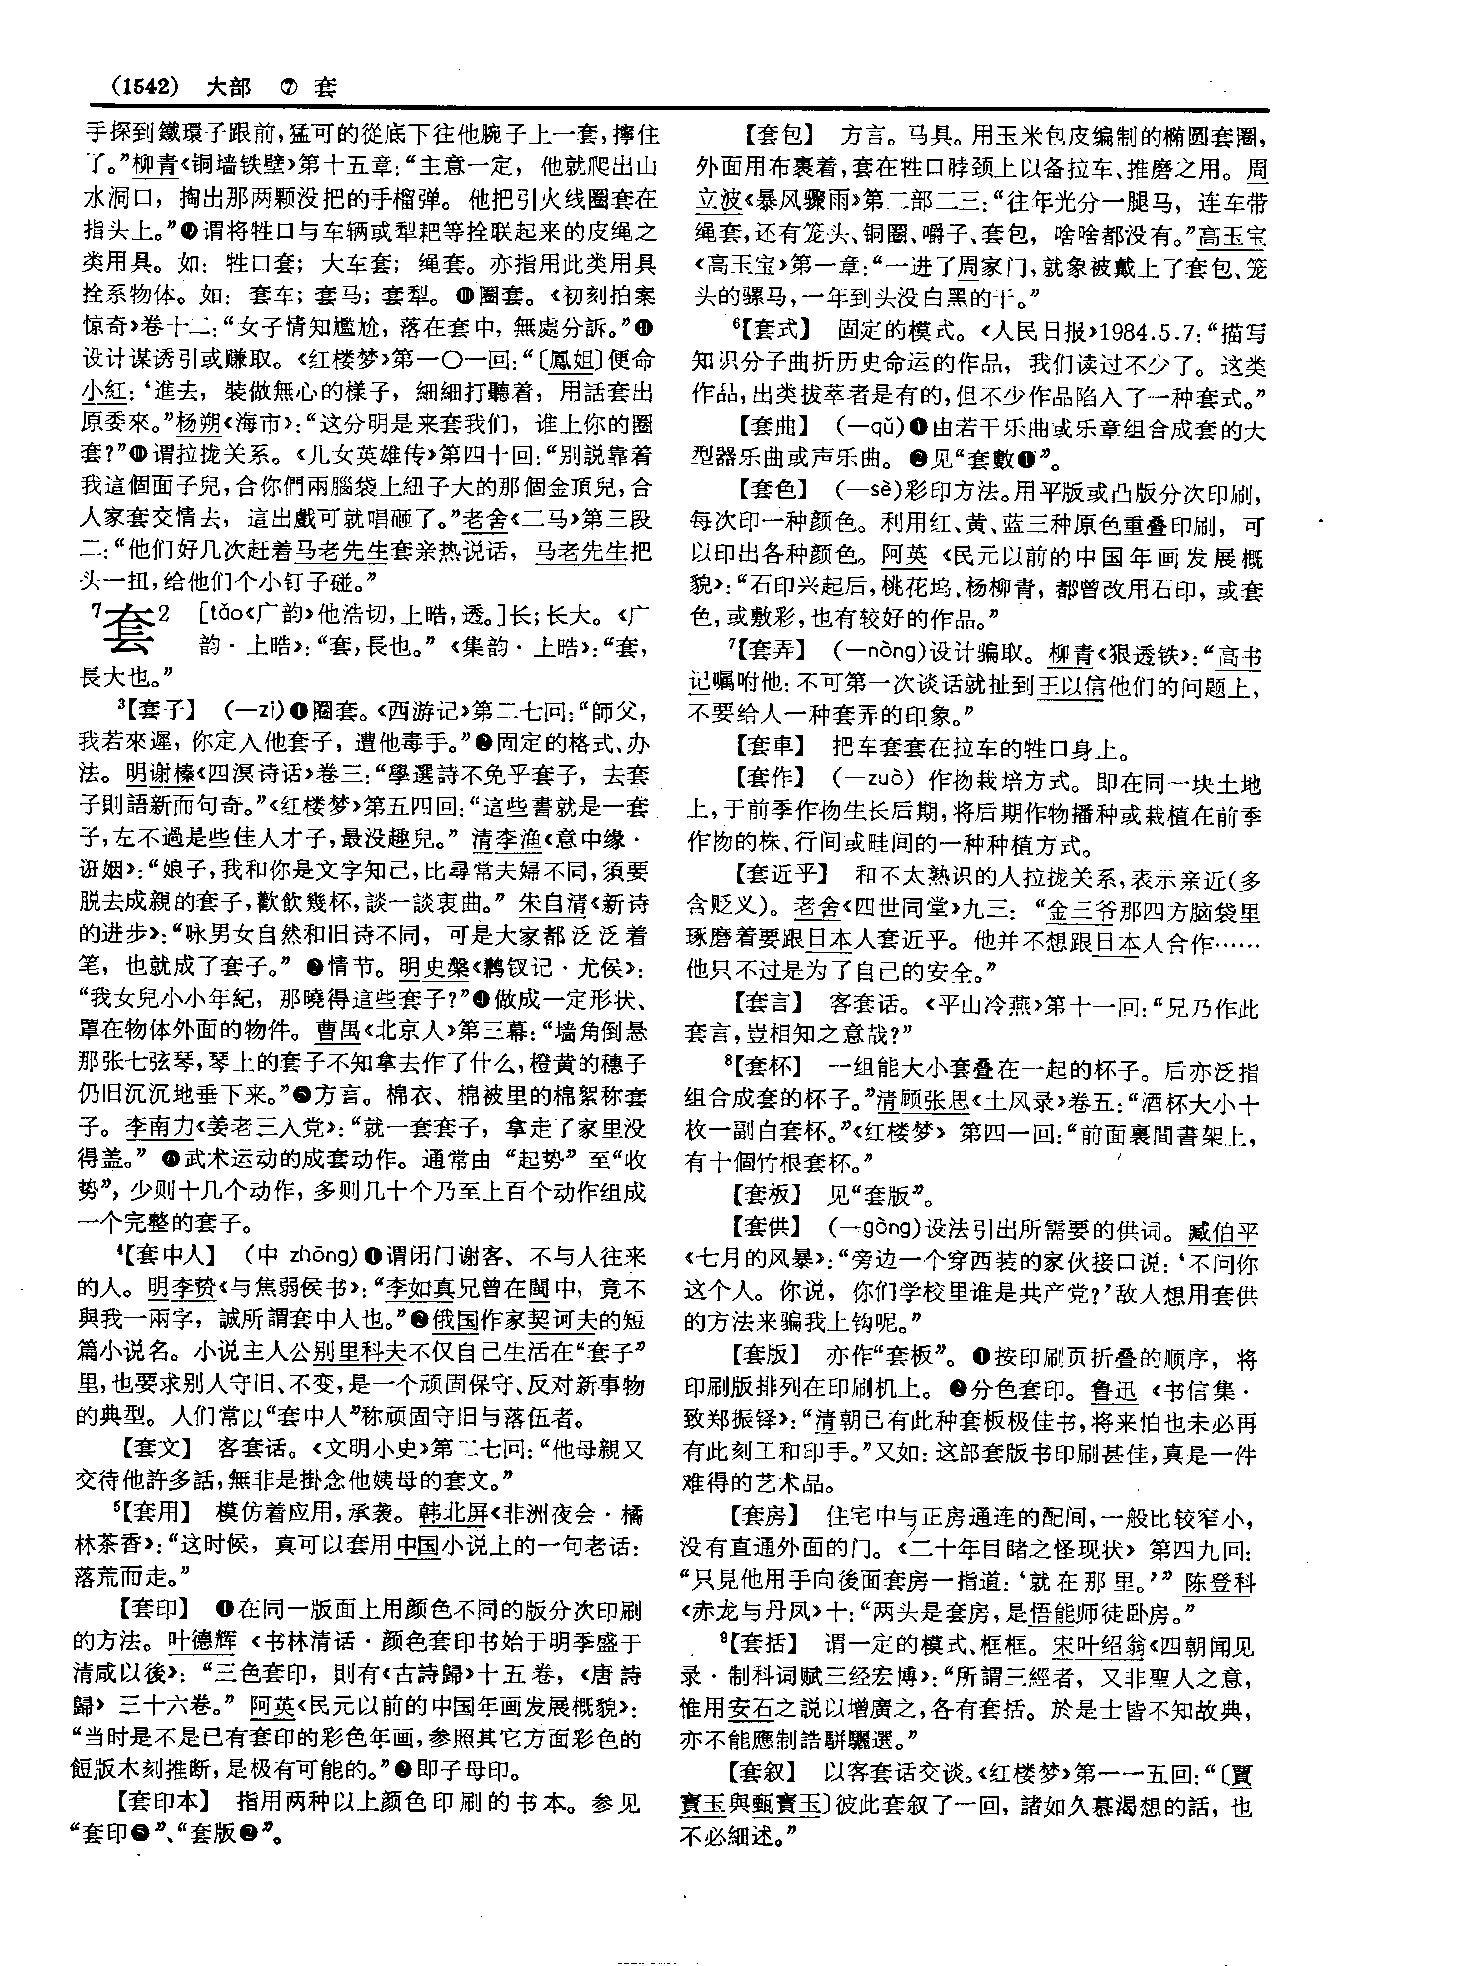 (1542) 大部 ⑦ 套
手探到鐵環子跟前，猛可的從底下往他腕子上一套，擰住
了。”柳青《铜墙铁壁》第十五章：“主意一定，他就爬出山
水洞口，掏出那两颗没把的手榴弹。他把引火线圈套在
指头上。”⑩谓将牲口与车辆或犁耙等拴联起来的皮绳之
类用具。如：牲口套；大车套；绳套。亦指用此类用具
拴系物体。如：套车；套马；套犁。⑪圈套。《初刻拍案
惊奇》卷十二：“女子情知尷尬，落在套中，無處分訴。”⑫
设计谋诱引或赚取。《红楼梦》第一〇一回：“〔鳳姐〕便命
小紅：‘進去，裝做無心的樣子，細細打聽着，用話套出
原委來。”杨朔《海市》：“这分明是来套我们，谁上你的圈
套？”⑬谓拉拢关系。《儿女英雄传》第四十回：“别説靠着
我這個面子兒，合你們兩腦袋上紐子大的那個金頂兒，合
人家套交情去，這出戲可就唱砸了。”老舍《二马》第三段
二：“他们好几次赶着马老先生套亲热说话，马老先生把
头一扭，给他们个小钉子碰。”
⁷套² [tǎo《广韵》他浩切，上晧，透。]长；长大。《广
韵·上晧》：“套，長也。”《集韵·上晧》：“套，
長大也。”
³【套子】 （—zi）❶圈套。《西游记》第二七回：“師父，
我若來遲，你定入他套子，遭他毒手。”❷固定的格式、办
法。明谢榛《四溟诗话》卷三：“學選詩不免乎套子，去套
子則語新而句奇。”《红楼梦》第五四回：“這些書就是一套
子，左不過是些佳人才子，最没趣兒。”清李渔《意中缘·
诳姻》：“娘子，我和你是文字知己，比尋常夫婦不同，須要
脱去成親的套子，歡飲幾杯，談一談衷曲。”朱自清《新诗
的进步》：“咏男女自然和旧诗不同，可是大家都泛泛着
笔，也就成了套子。”❸情节。明史槃《鹣钗记·尤侯》：
“我女兒小小年紀，那曉得這些套子？”❹做成一定形状、
罩在物体外面的物件。曹禺《北京人》第三幕：“墙角倒悬
那张七弦琴，琴上的套子不知拿去作了什么，橙黄的穗子
仍旧沉沉地垂下来。”❺方言。棉衣、棉被里的棉絮称套
子。李南力《姜老三入党》：“就一套套子，拿走了家里没
得盖。”❻武术运动的成套动作。通常由“起势”至“收
势”，少则十几个动作，多则几十个乃至上百个动作组成
一个完整的套子。
⁴【套中人】 （中 zhōng）❶谓闭门谢客、不与人往来
的人。明李贽《与焦弱侯书》：“李如真兄曾在閩中，竟不
與我一兩字，誠所謂套中人也。”❷俄国作家契诃夫的短
篇小说名。小说主人公别里科夫不仅自己生活在“套子”
里，也要求别人守旧、不变，是一个顽固保守、反对新事物
的典型。人们常以“套中人”称顽固守旧与落伍者。
【套文】 客套话。《文明小史》第二七回：“他母親又
交待他許多話，無非是掛念他姨母的套文。”
⁵【套用】 模仿着应用，承袭。韩北屏《非洲夜会·橘
林茶香》：“这时候，真可以套用中国小说上的一句老话：
落荒而走。”
【套印】 ❶在同一版面上用颜色不同的版分次印刷
的方法。叶德辉《书林清话·颜色套印书始于明季盛于
清咸以後》：“三色套印，則有《古詩歸》十五卷，《唐詩
歸》三十六卷。”阿英《民元以前的中国年画发展概貌》：
“当时是不是已有套印的彩色年画，参照其它方面彩色的
餖版木刻推断，是极有可能的。”❷即子母印。
【套印本】 指用两种以上颜色印刷的书本。参见
“套印❺”、“套版❷”。
【套包】 方言。马具。用玉米包皮编制的椭圆套圈，
外面用布裹着，套在牲口脖颈上以备拉车、推磨之用。周
立波《暴风骤雨》第二部二三：“往年光分一腿马，连车带
绳套，还有笼头、铜圈、嚼子、套包，啥啥都没有。”高玉宝
《高玉宝》第一章：“一进了周家门，就象被戴上了套包、笼
头的骡马，一年到头没白黑的干。”
⁶【套式】 固定的模式。《人民日报》1984.5.7：“描写
知识分子曲折历史命运的作品，我们读过不少了。这类
作品，出类拔萃者是有的，但不少作品陷入了一种套式。”
【套曲】 （—qǔ）❶由若干乐曲或乐章组合成套的大
型器乐曲或声乐曲。❷见“套數❶”。
【套色】 （—sè）彩印方法。用平版或凸版分次印刷，
每次印一种颜色。利用红、黄、蓝三种原色重叠印刷，可
以印出各种颜色。阿英《民元以前的中国年画发展概
貌》：“石印兴起后，桃花坞、杨柳青，都曾改用石印，或套
色，或敷彩，也有较好的作品。”
⁷【套弄】 （—nòng）设计骗取。柳青《狠透铁》：“高书
记嘱咐他：不可第一次谈话就扯到王以信他们的问题上，
不要给人一种套弄的印象。”
【套車】 把车套套在拉车的牲口身上。
【套作】 （—zuò）作物栽培方式。即在同一块土地
上，于前季作物生长后期，将后期作物播种或栽植在前季
作物的株、行间或畦间的一种种植方式。
【套近乎】 和不太熟识的人拉拢关系，表示亲近（多
含贬义）。老舍《四世同堂》九三：“金三爷那四方脑袋里
琢磨着要跟日本人套近乎。他并不想跟日本人合作……
他只不过是为了自己的安全。”
【套言】 客套话。《平山冷燕》第十一回：“兄乃作此
套言，豈相知之意哉？”
⁸【套杯】 一组能大小套叠在一起的杯子。后亦泛指
组合成套的杯子。”清顾张思《土风录》卷五：“酒杯大小十
枚一副白套杯。”《红楼梦》第四一回：“前面裏間書架上，
有十個竹根套杯。”
【套板】 见“套版”。
【套供】 （—gòng）设法引出所需要的供词。臧伯平
《七月的风暴》：“旁边一个穿西装的家伙接口说：‘不问你
这个人。你说，你们学校里谁是共产党？’敌人想用套供
的方法来骗我上钩呢。”
【套版】 亦作“套板”。❶按印刷页折叠的顺序，将
印刷版排列在印刷机上。❷分色套印。鲁迅《书信集·
致郑振铎》：“清朝已有此种套板极佳书，将来怕也未必再
有此刻工和印手。”又如：这部套版书印刷甚佳，真是一件
难得的艺术品。
【套房】 住宅中与正房通连的配间，一般比较窄小，
没有直通外面的门。《二十年目睹之怪现状》第四九回：
“只見他用手向後面套房一指道：‘就在那里。’”陈登科
《赤龙与丹凤》十：“两头是套房，是悟能师徒卧房。”
⁹【套括】 谓一定的模式、框框。宋叶绍翁《四朝闻见
录·制科词赋三经宏博》：“所謂三經者，又非聖人之意，
惟用安石之説以增廣之，各有套括。於是士皆不知故典，
亦不能應制誥駢驪選。”
【套叙】 以客套话交谈。《红楼梦》第一一五回：“〔賈
寶玉與甄寶玉〕彼此套叙了一回，諸如久慕渴想的話，也
不必細述。”